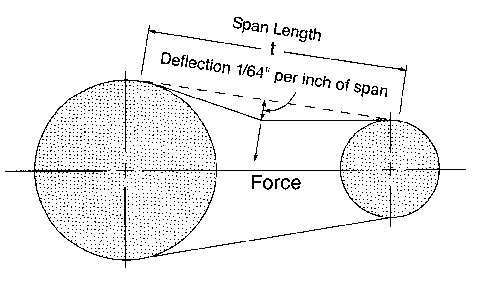 Span Length
t
Deflection 1/64" per inch of span
Force